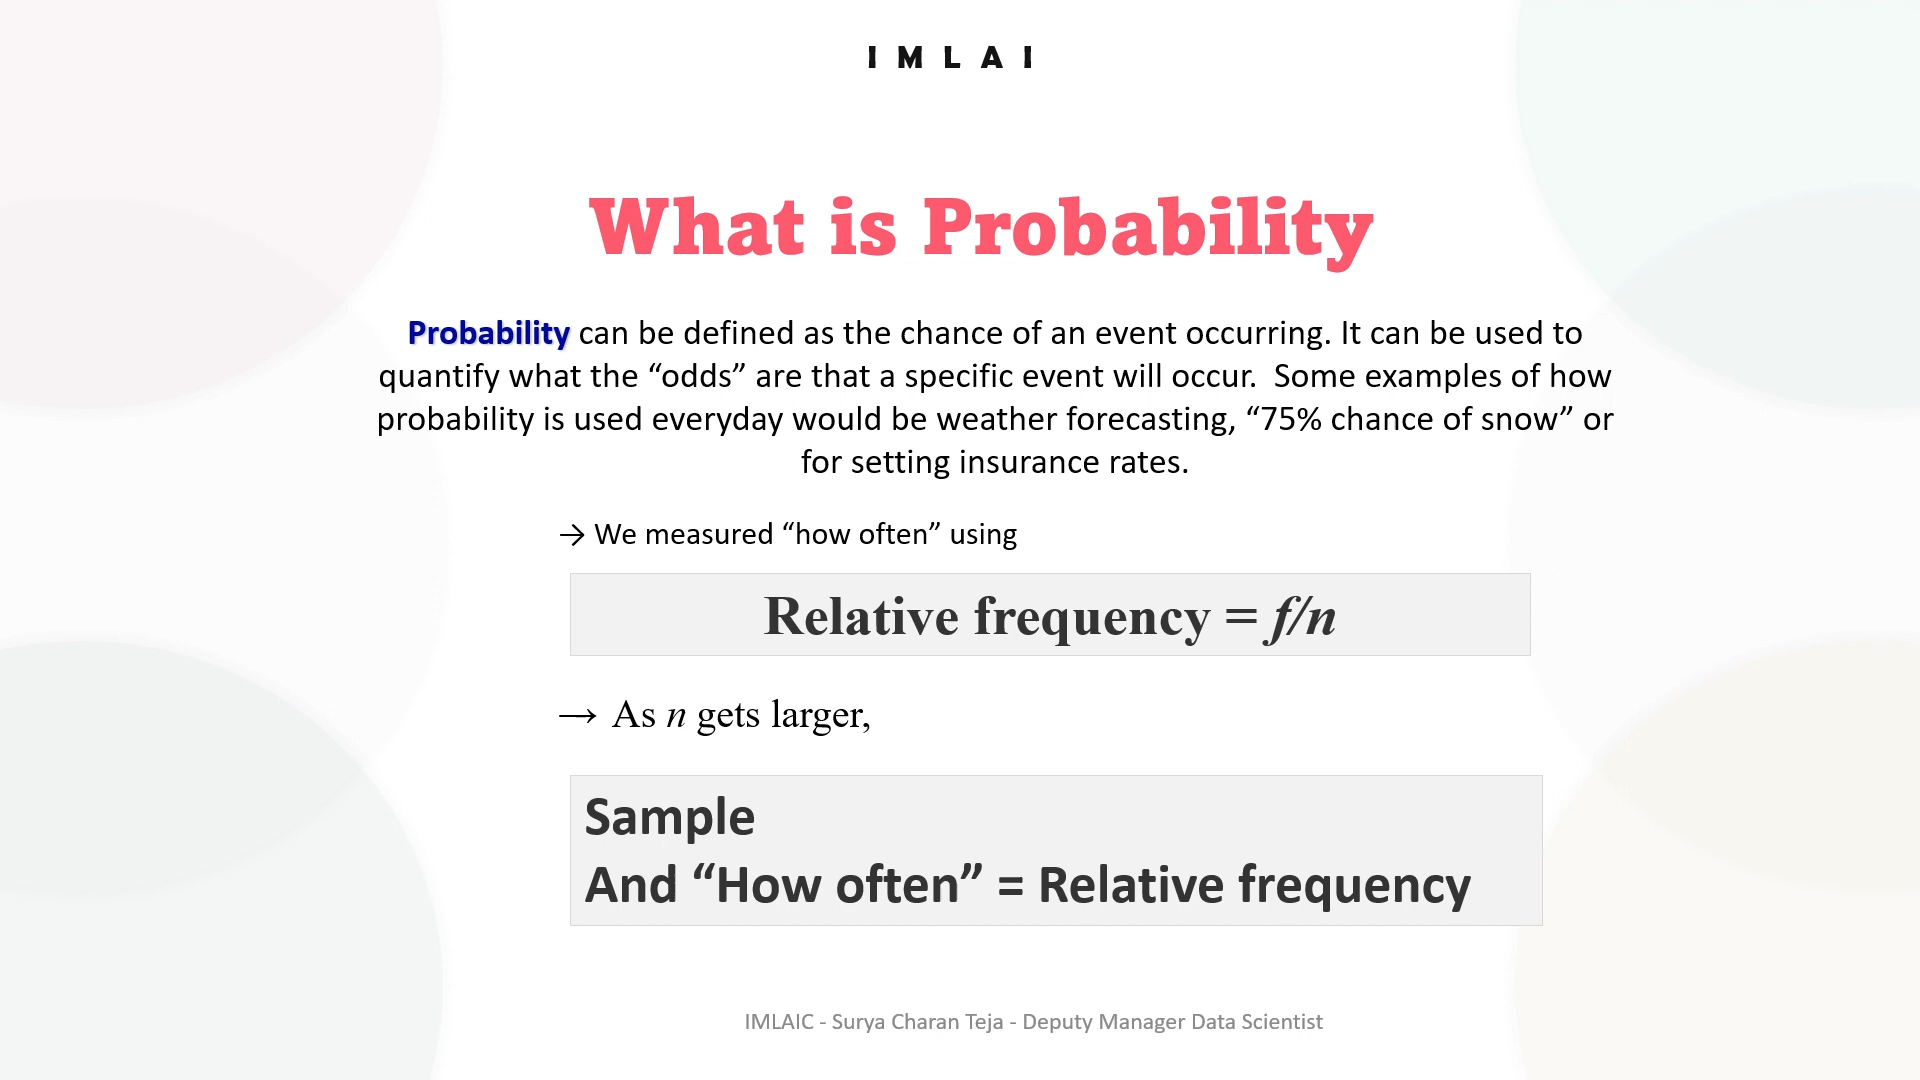 IMLAI
What is Probability
Probability can be defined as the chance of an event occurring. It can be used to
quantify what the “odds” are that a specific event will occur.  Some examples of how
probability is used everyday would be weather forecasting, “75% chance of snow” or
for setting insurance rates.
→ We measured “how often” using
Relative frequency = f/n
→ As n gets larger,
Sample
And “How often” = Relative frequency
IMLAIC - Surya Charan Teja - Deputy Manager Data Scientist